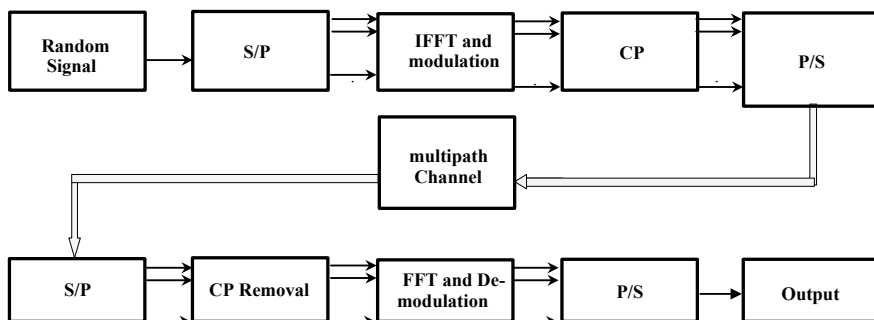 Random
Signal
S/P
IFFT and
modulation
CP
P/S
multipath
Channel
S/P
CP Removal
FFT and De-
modulation
P/S
Output